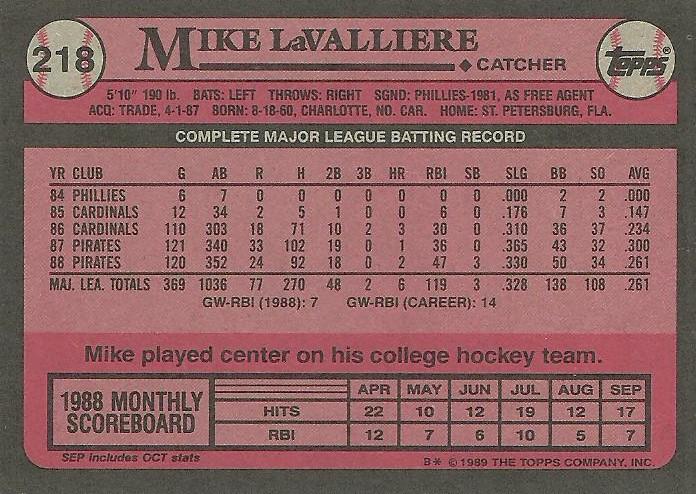 218
MIKE LaVALLIERE
CATCHER
TOPPS
5'10" 190 lb. BATS: LEFT THROWS: RIGHT SGND: PHILLIES-1981, AS FREE AGENT
ACQ: TRADE, 4-1-87 BORN: 8-18-60, CHARLOTTE, NO. CAR. HOME: ST. PETERSBURG, FLA.
COMPLETE MAJOR LEAGUE BATTING RECORD
YR CLUB G AB R H 2B 3B HR RBI SB SLG BB SO AVG
84 PHILLIES 6 7 0 0 0 0 0 0 0 .000 2 2 .000
85 CARDINALS 12 34 2 5 1 0 0 6 0 .176 7 3 .147
86 CARDINALS 110 303 18 71 10 2 3 30 0 .310 36 37 .234
87 PIRATES 121 340 33 102 19 0 1 36 0 .365 43 32 .300
88 PIRATES 120 352 24 92 18 0 2 47 3 .330 50 34 .261
MAJ. LEA. TOTALS 369 1036 77 270 48 2 6 119 3 .328 138 108 .261
GW-RBI (1988): 7 GW-RBI (CAREER): 14
Mike played center on his college hockey team.
1988 MONTHLY SCOREBOARD
APR MAY JUN JUL AUG SEP
HITS 22 10 12 19 12 17
RBI 12 7 6 10 5 7
SEP includes OCT stats
B* © 1989 THE TOPPS COMPANY, INC.